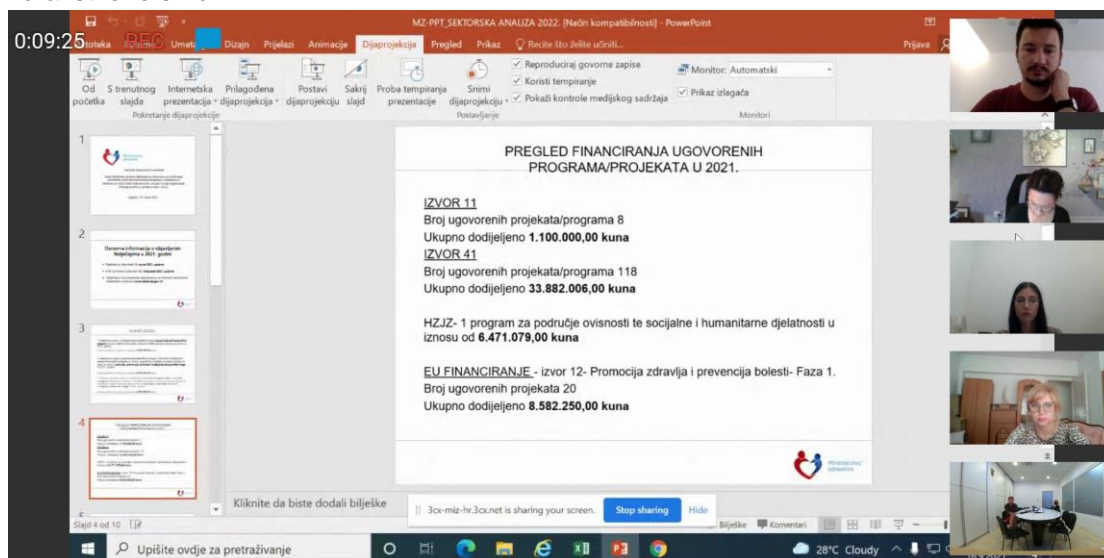 MZ-PPT_SEKTORSKA ANALIZA 2022. [Način kompatibilnosti] - PowerPoint
0:09:25
REC
Dizajn Prijelazi Animacije Dijaprojekcija Pregled Prikaz Recite što želite učiniti...
Prijava
Od početka
S trenutnog slajda
Internetska prezentacija
Prilagođena dijaprojekcija
Postavi dijaprojekciju
Sakrij slajd
Proba tempiranja prezentacije
Snimi dijaprojekciju
Reproduciraj govorne zapise
Koristi tempiranje
Pokaži kontrole medijskog sadržaja
Monitor: Automatski
Prikaz izlagača
Pokretanje dijaprojekcije
Postavljanje
Monitori
1
2
3
4
PREGLED FINANCIRANJA UGOVORENIH
PROGRAMA/PROJEKATA U 2021.
IZVOR 11
Broj ugovorenih projekata/programa 8
Ukupno dodijeljeno 1.100.000,00 kuna
IZVOR 41
Broj ugovorenih projekata/programa 118
Ukupno dodijeljeno 33.882.006,00 kuna
HZJZ- 1 program za područje ovisnosti te socijalne i humanitarne djelatnosti u
iznosu od 6.471.079,00 kuna
EU FINANCIRANJE - izvor 12- Promocija zdravlja i prevencija bolesti- Faza 1.
Broj ugovorenih projekata 20
Ukupno dodijeljeno 8.582.250,00 kuna
Ministarstvo
zdravstva
Kliknite da biste dodali bilješke
3cx-miz-hr.3cx.net is sharing your screen. Stop sharing Hide
Slajd 4 od 10
Bilješke Komentari
Upišite ovdje za pretraživanje
28°C Cloudy